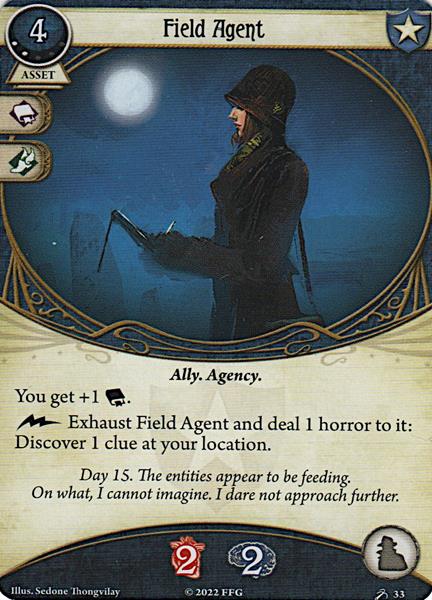 4
Field Agent
ASSET
Ally. Agency.
You get +1 .
Exhaust Field Agent and deal 1 horror to it:
Discover 1 clue at your location.
Day 15. The entities appear to be feeding.
On what, I cannot imagine. I dare not approach further.
2 2
Illus. Sedone Thongvilay © 2022 FFG 33